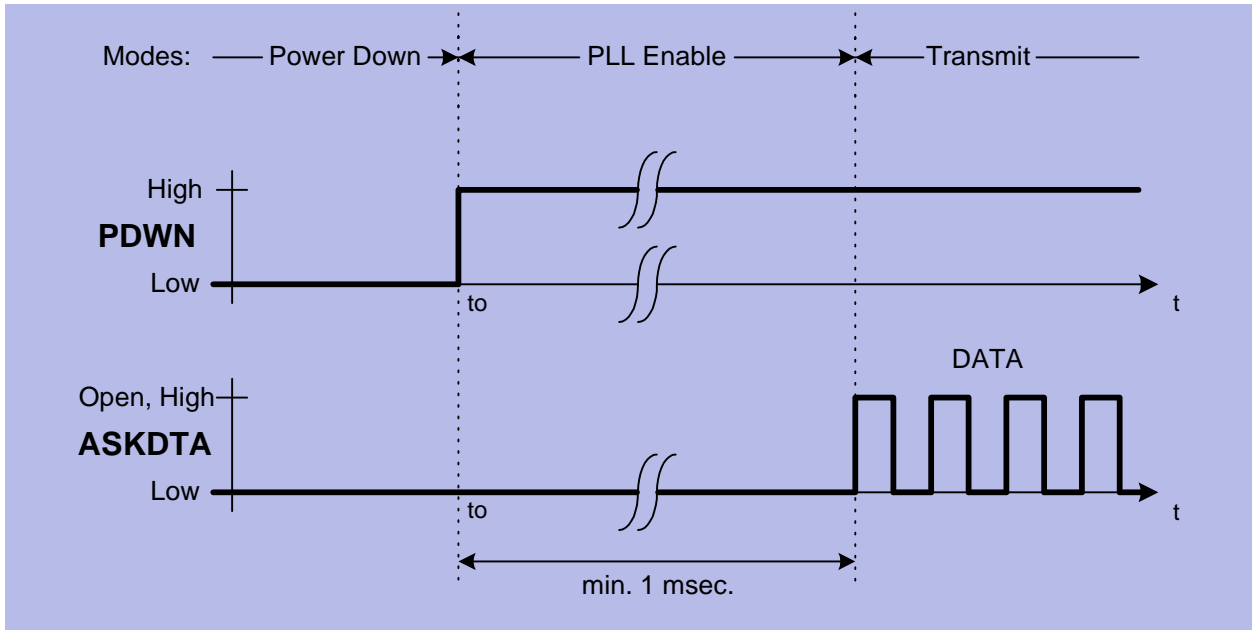 Modes: Power Down PLL Enable Transmit
High
PDWN
Low
to
t
DATA
Open, High
ASKDTA
Low
to
t
min. 1 msec.